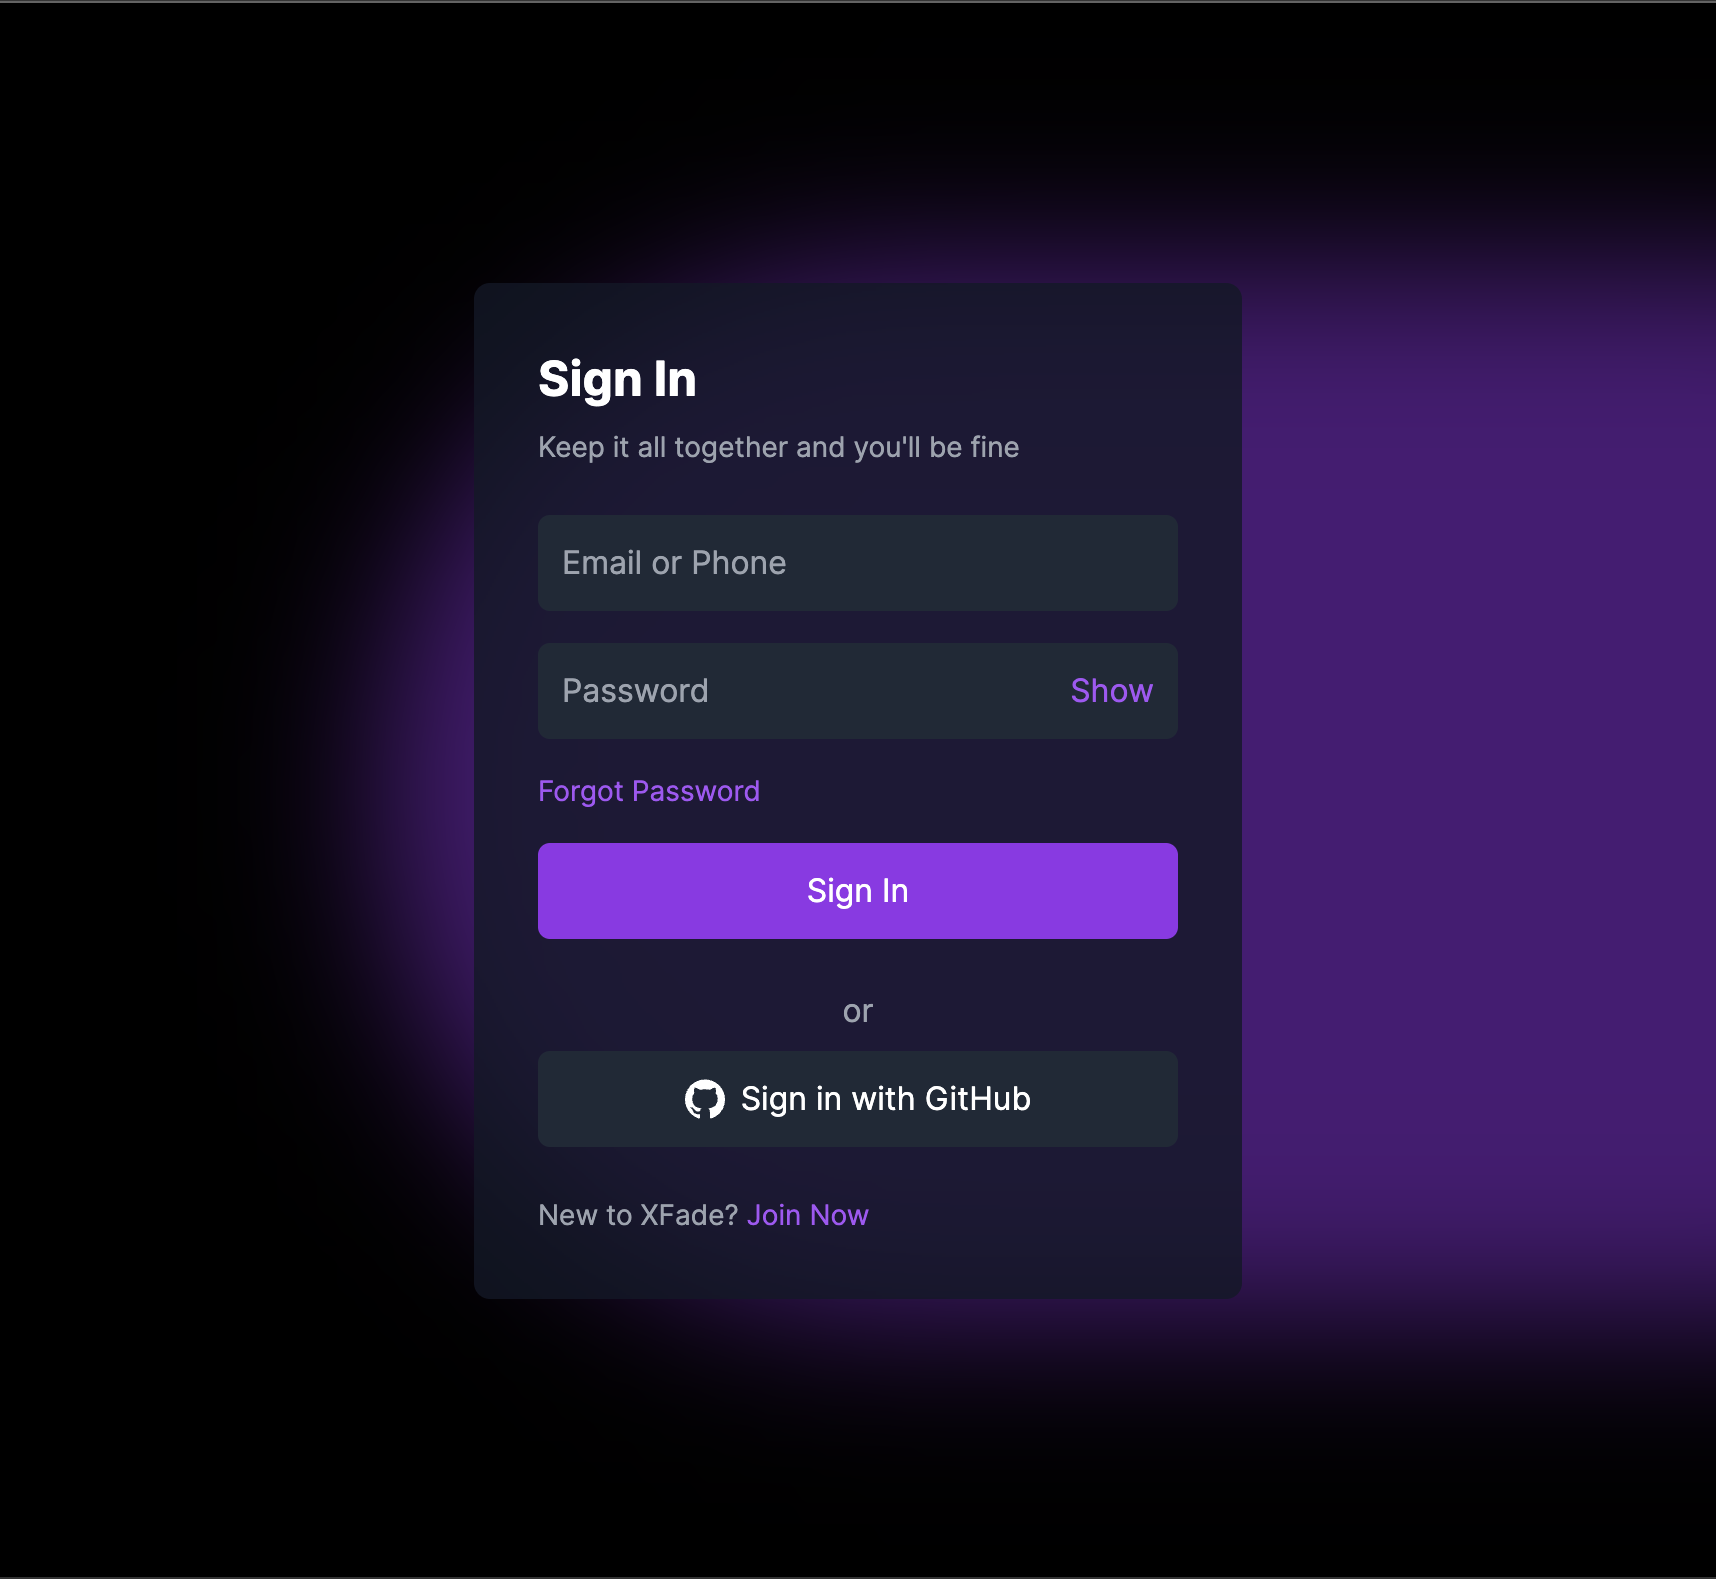 Sign In
Keep it all together and you'll be fine
Email or Phone
Password Show
Forgot Password
Sign In
or
Sign in with GitHub
New to XFade? Join Now